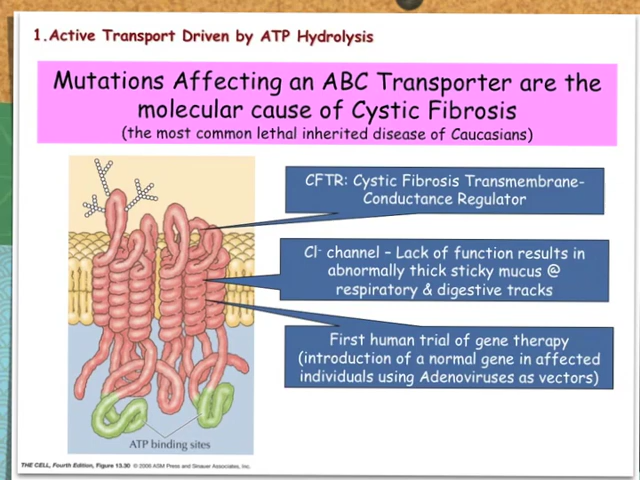 1.Active Transport Driven by ATP Hydrolysis
Mutations Affecting an ABC Transporter are the
molecular cause of Cystic Fibrosis
(the most common lethal inherited disease of Caucasians)
CFTR: Cystic Fibrosis Transmembrane-
Conductance Regulator
Cl⁻ channel – Lack of function results in
abnormally thick sticky mucus @
respiratory & digestive tracks
First human trial of gene therapy
(introduction of a normal gene in affected
individuals using Adenoviruses as vectors)
ATP binding sites
THE CELL, Fourth Edition, Figure 13.30 © 2006 ASM Press and Sinauer Associates, Inc.